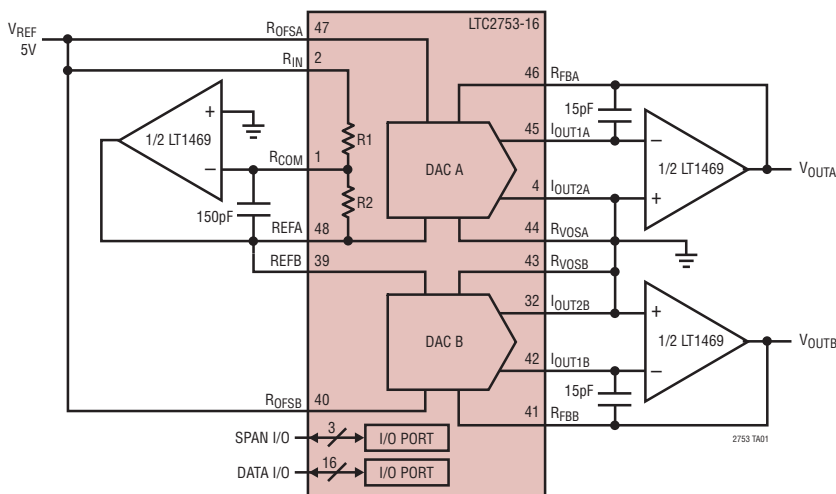 LTC2753-16
VREF
5V
ROFSA 47
RIN 2
46 RFBA
15pF
+
1/2 LT1469
−
R1
45 IOUT1A
−
1/2 LT1469
+
VOUTA
RCOM 1
DAC A
4 IOUT2A
R2
150pF
REFA 48
44 RVOSA
REFB 39
43 RVOSB
32 IOUT2B
+
1/2 LT1469
−
VOUTB
DAC B
42 IOUT1B
15pF
ROFSB 40
41 RFBB
2753 TA01
SPAN I/O 3 I/O PORT
DATA I/O 16 I/O PORT